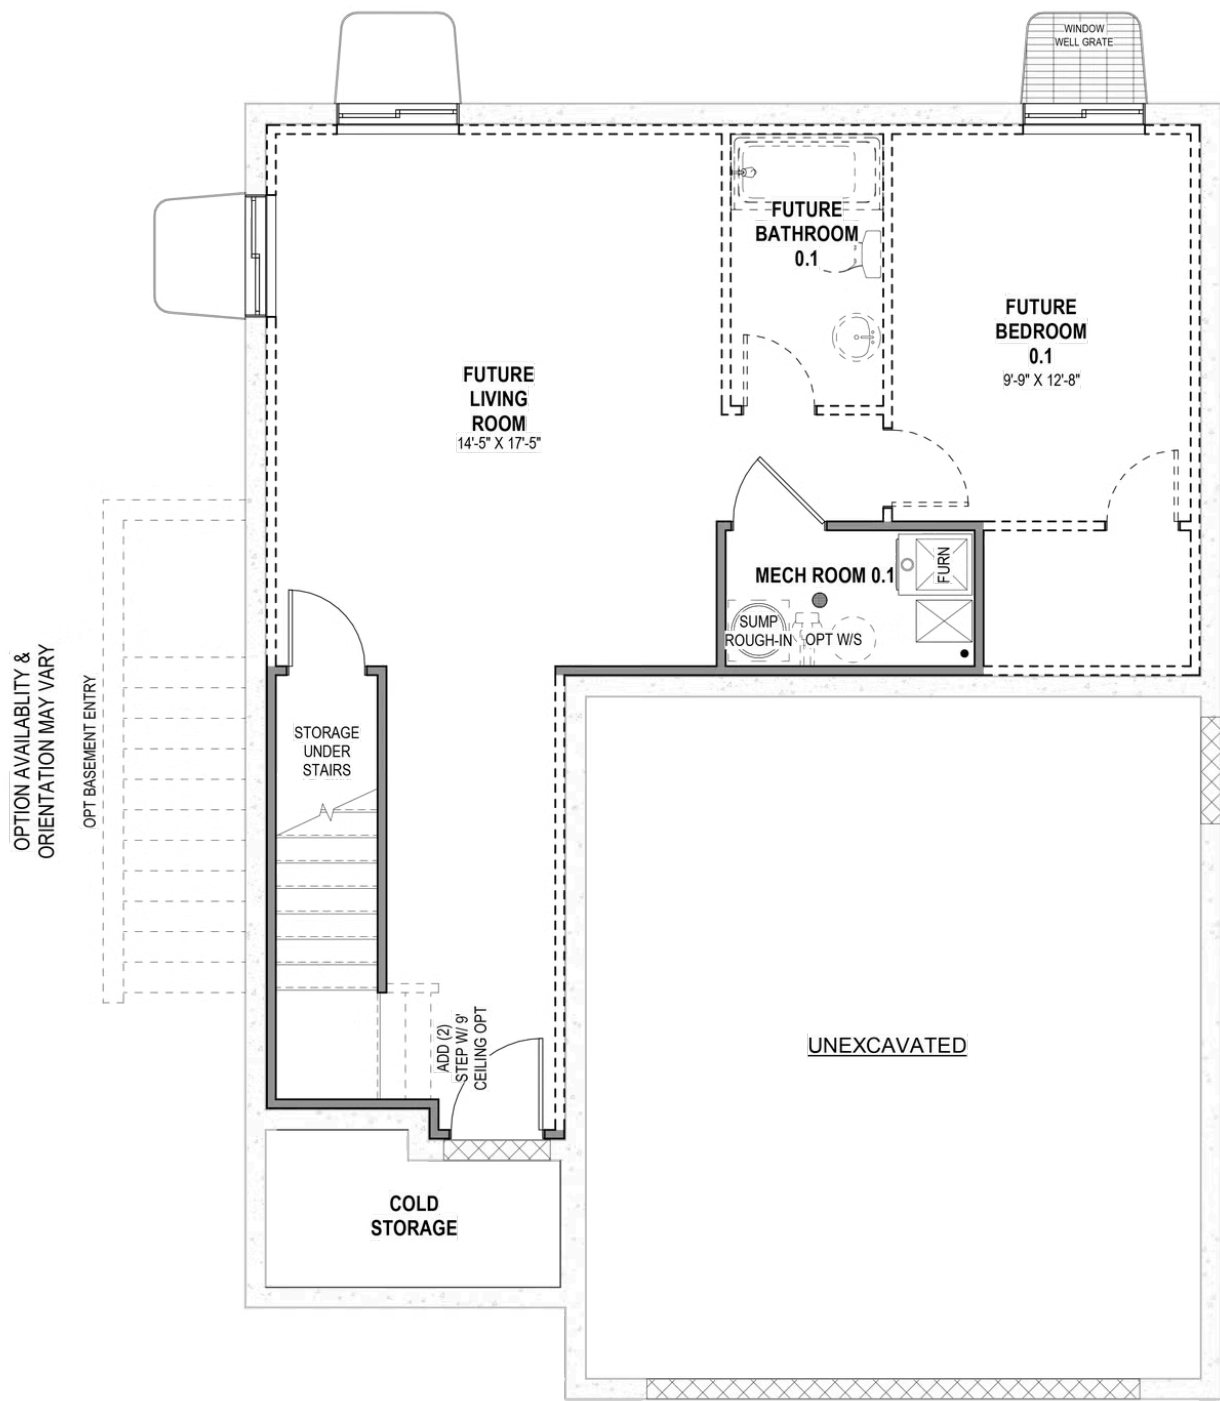 WINDOW
WELL GRATE
FUTURE
BATHROOM
0.1
FUTURE
BEDROOM
0.1
9'-9" X 12'-8"
FUTURE
LIVING
ROOM
14'-5" X 17'-5"
MECH ROOM 0.1
FURN
SUMP
ROUGH-IN
OPT W/S
OPTION AVAILABLITY &
ORIENTATION MAY VARY
OPT BASEMENT ENTRY
STORAGE
UNDER
STAIRS
ADD (2)
STEP W/ 9'
CEILING OPT
UNEXCAVATED
COLD
STORAGE